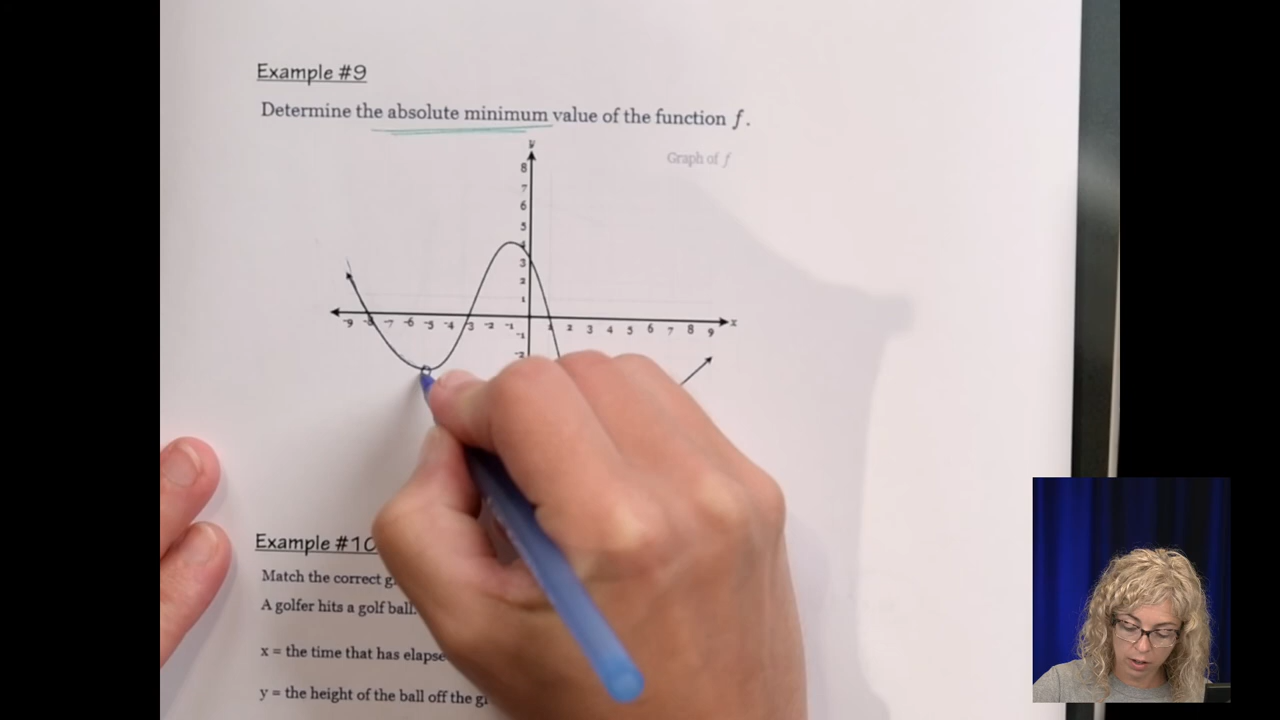 Example #9
Determine the absolute minimum value of the function f.
Graph of f
y
8
7
6
5
4
3
2
1
-9 -8 -7 -6 -5 -4 -3 -2 -1 1 2 3 4 5 6 7 8 9 x
-1
-2
Example #10
Match the correct
A golfer hits a golf ball.
x = the time that has
y = the height of the ball off the